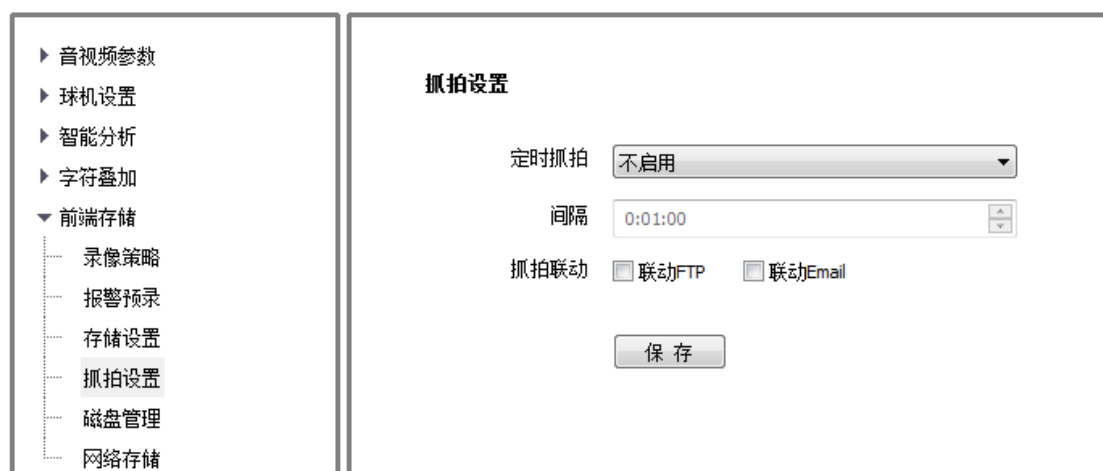 音视频参数
球机设置
智能分析
字符叠加
前端存储
录像策略
报警预录
存储设置
抓拍设置
磁盘管理
网络存储
抓拍设置
定时抓拍 不启用
间隔 0:01:00
抓拍联动 联动FTP 联动Email
保 存